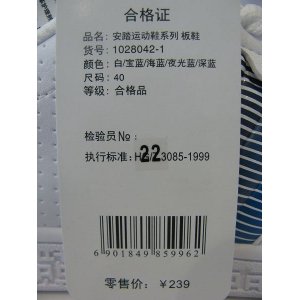 合格证
品名：安踏运动鞋系列 板鞋
货号：1028042-1
颜色：白/宝蓝/海蓝/夜光蓝/深蓝
尺码：40
等级：合格品
检验员№：22
执行标准：HG/ 3085-1999
6 901849 859962
零售价：￥239